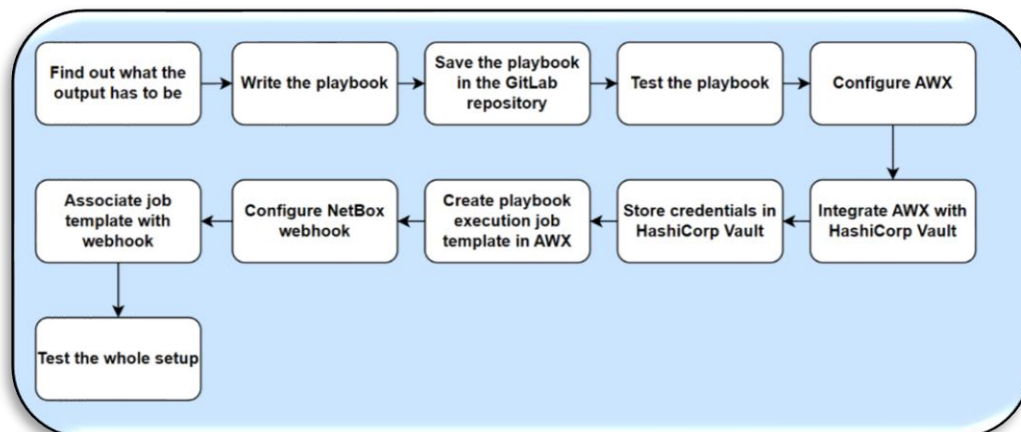 Find out what the
output has to be
Write the playbook
Save the playbook
in the GitLab
repository
Test the playbook
Configure AWX
Associate job
template with
webhook
Configure NetBox
webhook
Create playbook
execution job
template in AWX
Store credentials in
HashiCorp Vault
Integrate AWX with
HashiCorp Vault
Test the whole setup